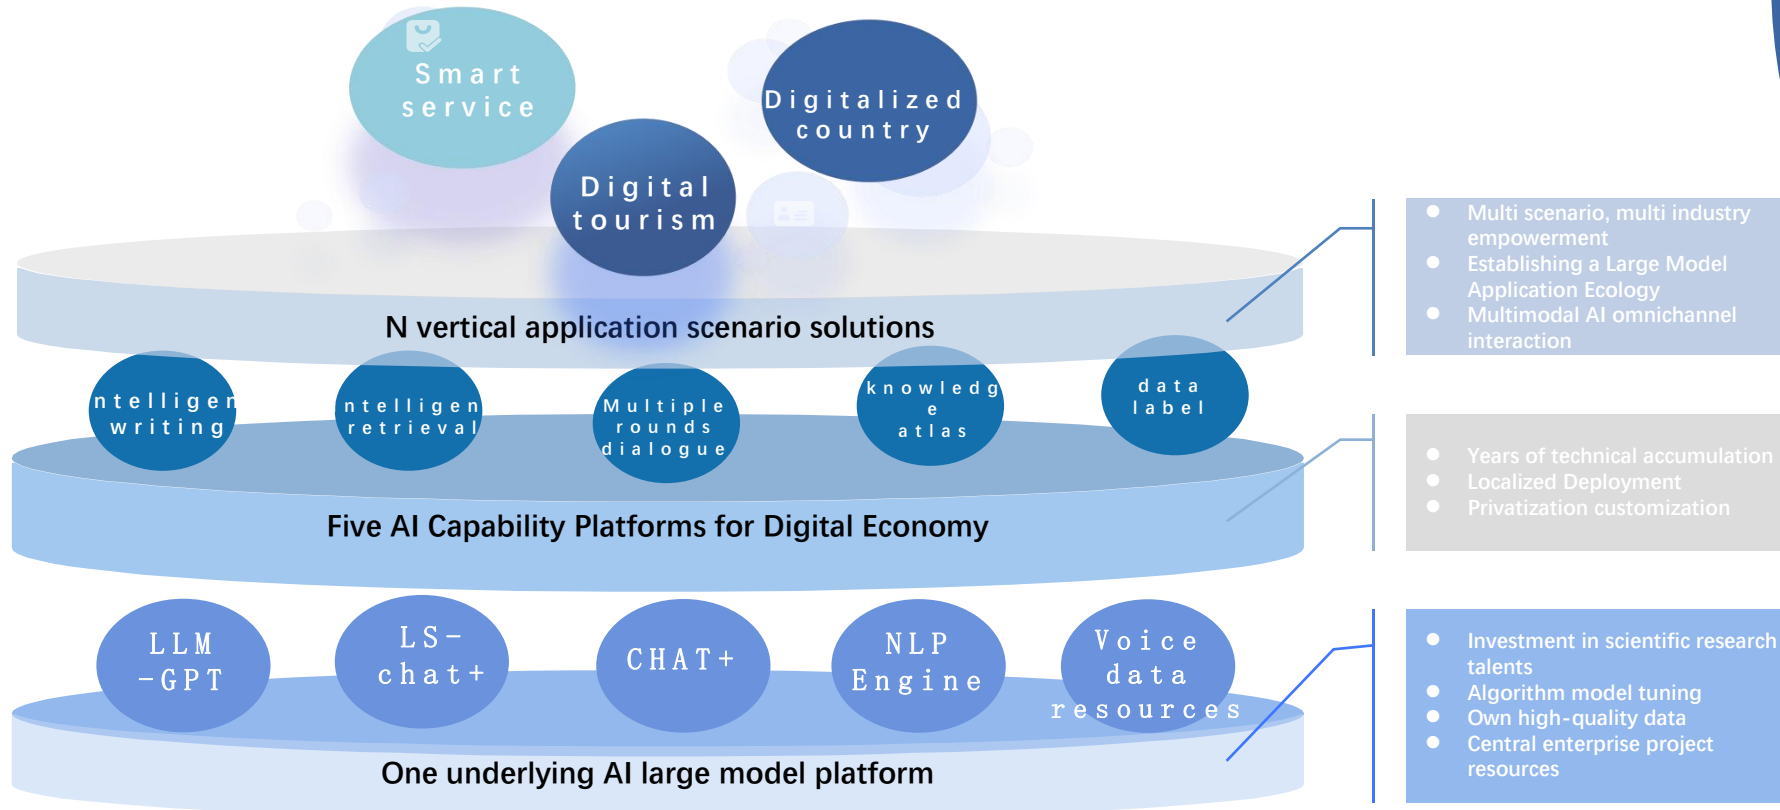 Smart
service
Digitalized
country
Digital
tourism
N vertical application scenario solutions
Multi scenario, multi industry
empowerment
Establishing a Large Model
Application Ecology
Multimodal AI omnichannel
interaction
ntelligen
writing
ntelligen
retrieval
Multiple
rounds
dialogue
knowledg
e
atlas
data
label
Five AI Capability Platforms for Digital Economy
Years of technical accumulation
Localized Deployment
Privatization customization
LLM
-GPT
LS-
chat+
CHAT+
NLP
Engine
Voice
data
resources
One underlying AI large model platform
Investment in scientific research
talents
Algorithm model tuning
Own high-quality data
Central enterprise project
resources